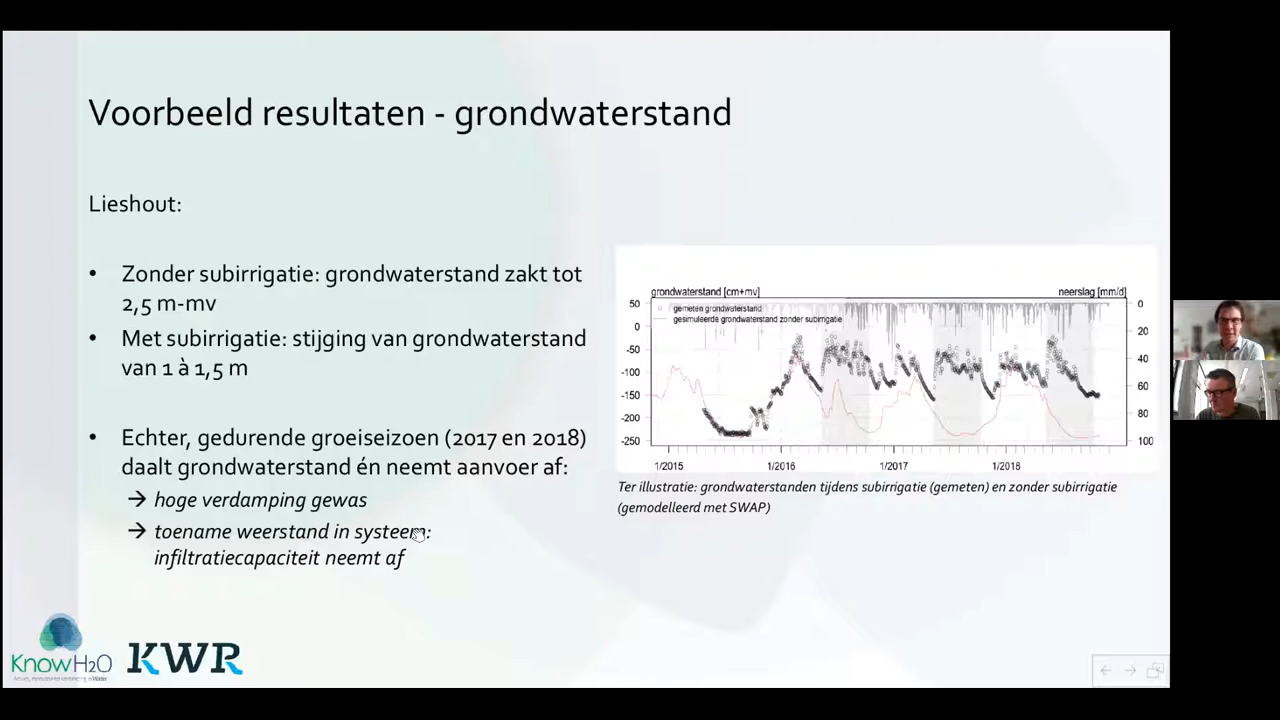 Voorbeeld resultaten - grondwaterstand
Lieshout:
• Zonder subirrigatie: grondwaterstand zakt tot
2,5 m-mv
• Met subirrigatie: stijging van grondwaterstand
van 1 à 1,5 m
• Echter, gedurende groeiseizoen (2017 en 2018)
daalt grondwaterstand én neemt aanvoer af:
→ hoge verdamping gewas
→ toename weerstand in systeem:
infiltratiecapaciteit neemt af
grondwaterstand [cm+mv]
neerslag [mm/d]
gemeten grondwaterstand
gesimuleerde grondwaterstand zonder subirrigatie
50
0
-50
-100
-150
-200
-250
0
20
40
60
80
100
1/2015
1/2016
1/2017
1/2018
Ter illustratie: grondwaterstanden tijdens subirrigatie (gemeten) en zonder subirrigatie
(gemodelleerd met SWAP)
KnowH2O
KWR